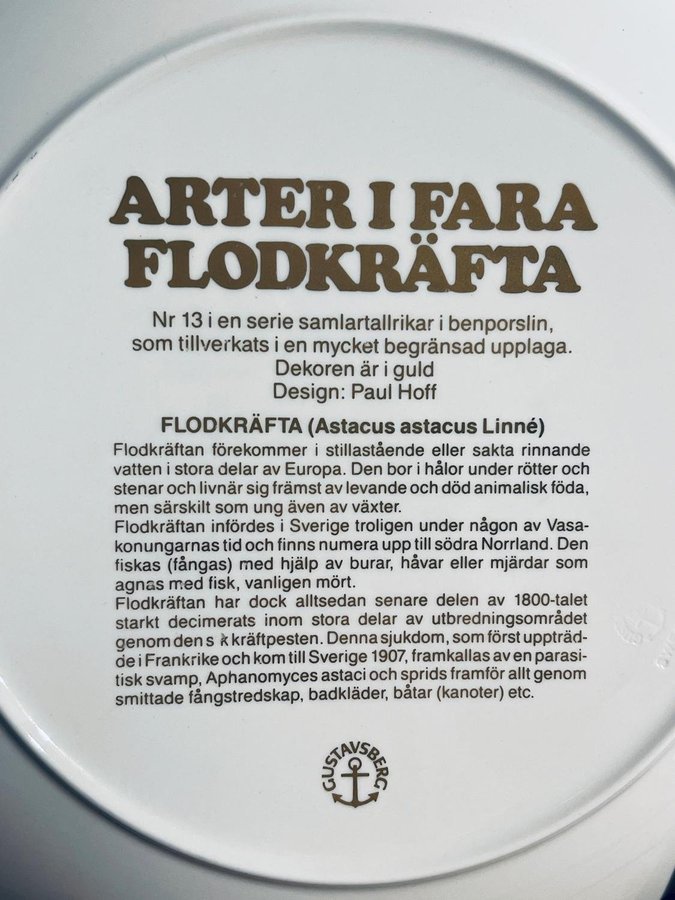 ARTER I FARA
FLODKRÄFTA
Nr 13 i en serie samlartallrikar i benporslin,
som tillverkats i en mycket begränsad upplaga.
Dekoren är i guld
Design: Paul Hoff
FLODKRÄFTA (Astacus astacus Linné)
Flodkräftan förekommer i stillastående eller sakta rinnande
vatten i stora delar av Europa. Den bor i hålor under rötter och
stenar och livnär sig främst av levande och död animalisk föda,
men särskilt som ung även av växter.
Flodkräftan infördes i Sverige troligen under någon av Vasa-
konungarnas tid och finns numera upp till södra Norrland. Den
fiskas (fångas) med hjälp av burar, håvar eller mjärdar som
agnas med fisk, vanligen mört.
Flodkräftan har dock alltsedan senare delen av 1800-talet
starkt decimerats inom stora delar av utbredningsområdet
genom den s k kräftpesten. Denna sjukdom, som först uppträd-
de i Frankrike och kom till Sverige 1907, framkallas av en parasi-
tisk svamp, Aphanomyces astaci och sprids framför allt genom
smittade fångstredskap, badkläder, båtar (kanoter) etc.
GUSTAVSBERG